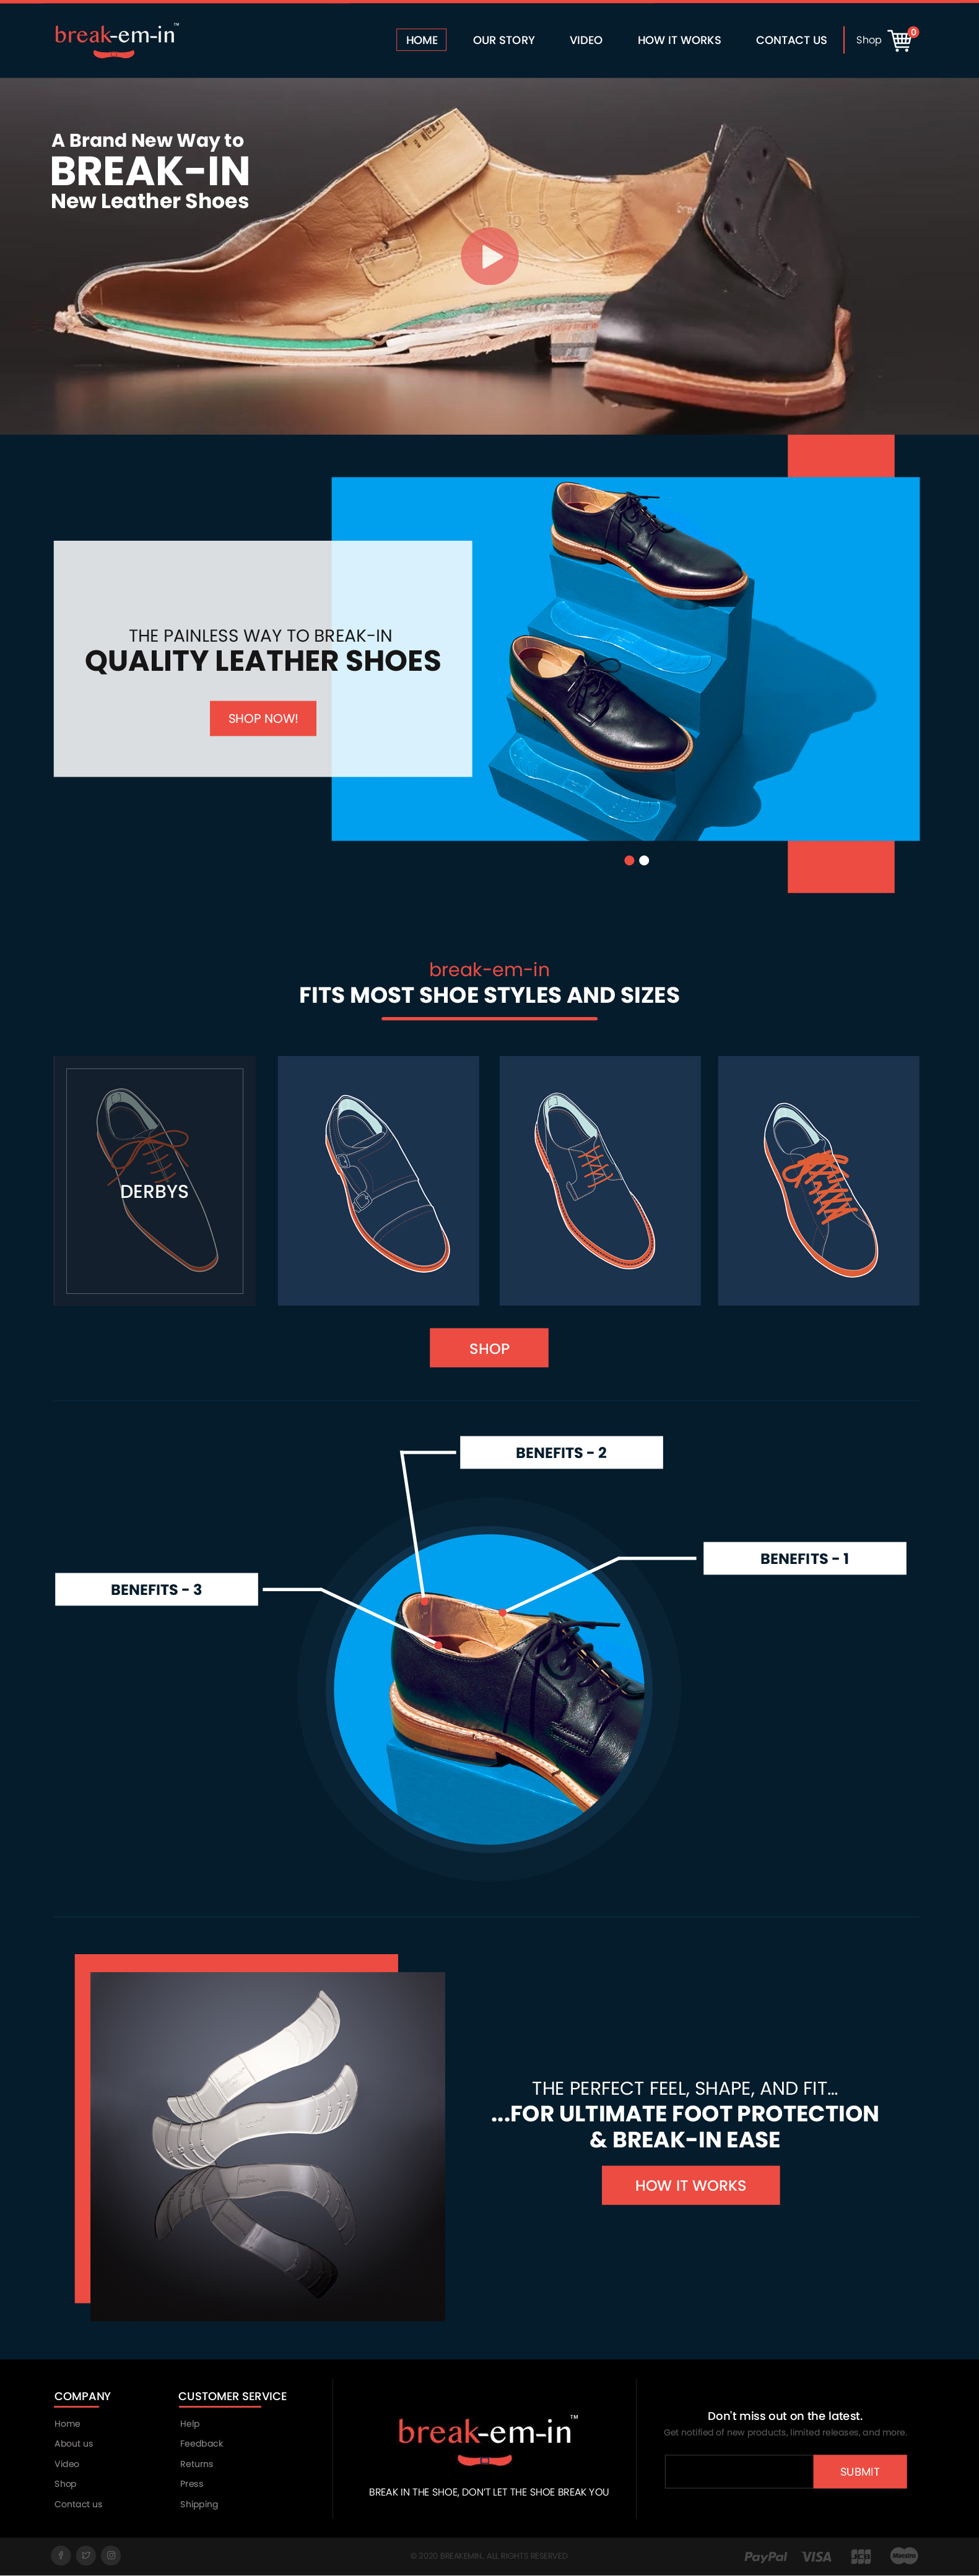 break-em-in™
HOME
OUR STORY
VIDEO
HOW IT WORKS
CONTACT US
Shop
0
A Brand New Way to
BREAK-IN
New Leather Shoes
THE PAINLESS WAY TO BREAK-IN
QUALITY LEATHER SHOES
SHOP NOW!
break-em-in
FITS MOST SHOE STYLES AND SIZES
DERBYS
SHOP
BENEFITS - 2
BENEFITS - 1
BENEFITS - 3
THE PERFECT FEEL, SHAPE, AND FIT...
...FOR ULTIMATE FOOT PROTECTION
& BREAK-IN EASE
HOW IT WORKS
COMPANY
Home
About us
Video
Shop
Contact us
CUSTOMER SERVICE
Help
Feedback
Returns
Press
Shipping
break-em-in™
BREAK IN THE SHOE, DON'T LET THE SHOE BREAK YOU
Don't miss out on the latest.
Get notified of new products, limited releases, and more.
SUBMIT
© 2020 BREAKEMIN. ALL RIGHTS RESERVED
PayPal
VISA
JCB
Maestro